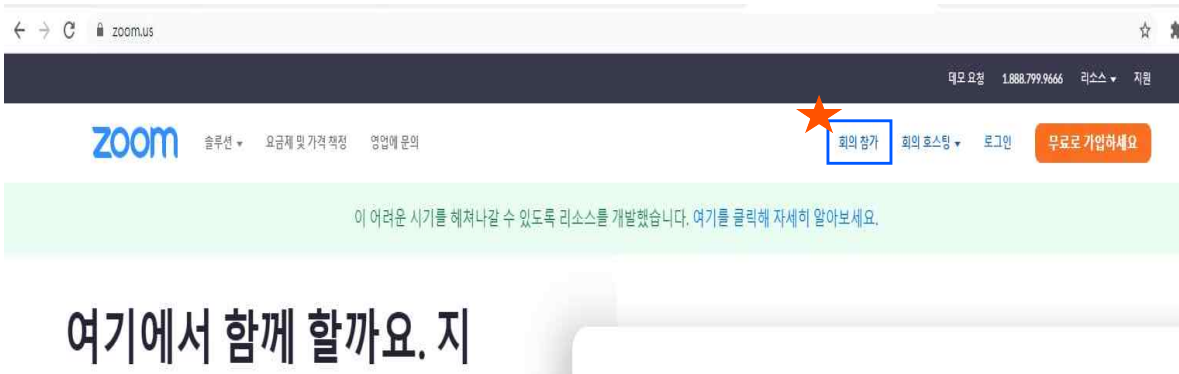 zoom.us
데모 요청 1.888.799.9666 리소스 지원
zoom 솔루션 요금제 및 가격 책정 영업에 문의 회의 참가 회의 호스팅 로그인 무료로 가입하세요
이 어려운 시기를 헤쳐나갈 수 있도록 리소스를 개발했습니다. 여기를 클릭해 자세히 알아보세요.
여기에서 함께 할까요. 지